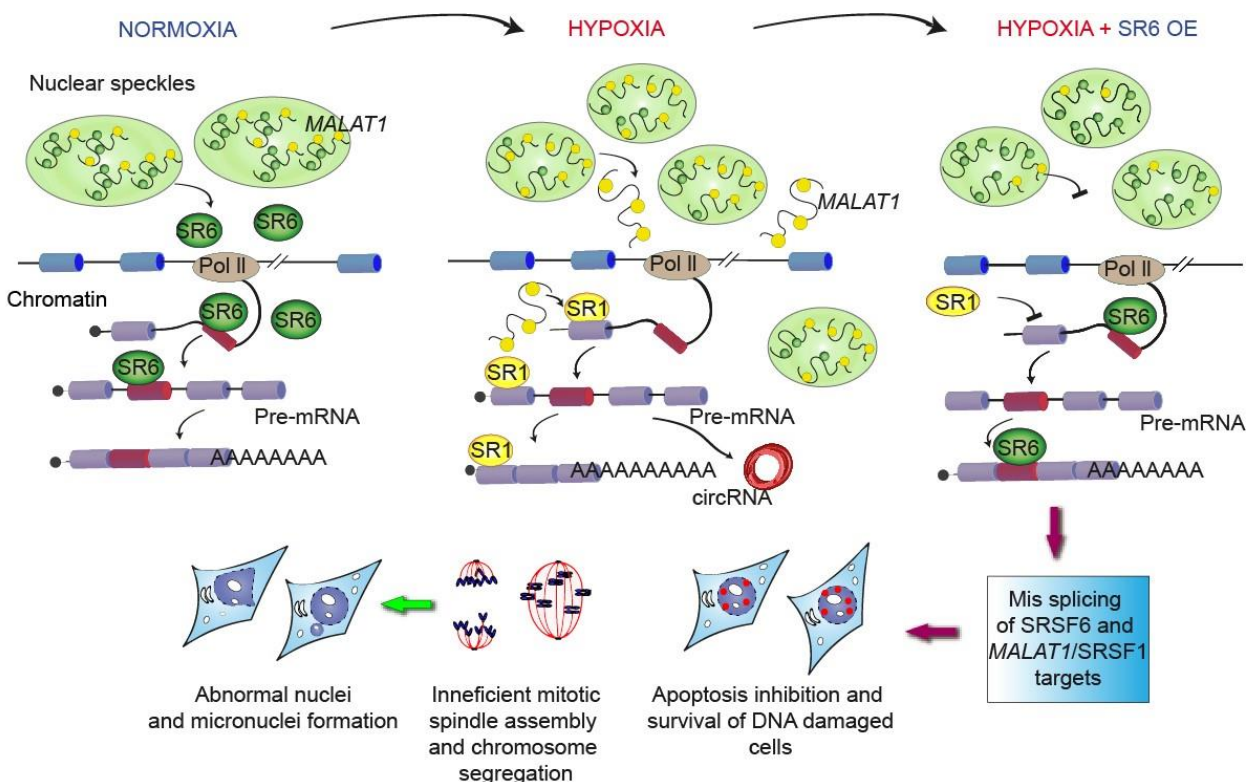 NORMOXIA
HYPOXIA
HYPOXIA + SR6 OE
Nuclear speckles
MALAT1
SR6
SR6
Pol II
Chromatin
SR6
SR6
SR6
Pre-mRNA
AAAAAAAA
MALAT1
Pol II
SR1
SR1
Pre-mRNA
SR1
AAAAAAAAAA
circRNA
Pol II
SR1
SR6
Pre-mRNA
SR6
AAAAAAAA
Mis splicing
of SRSF6 and
MALAT1/SRSF1
targets
Abnormal nuclei
and micronuclei formation
Inneficient mitotic
spindle assembly
and chromosome
segregation
Apoptosis inhibition and
survival of DNA damaged
cells